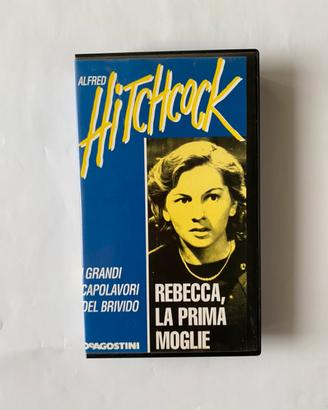 ALFRED
HiTCHcocK
I GRANDI
CAPOLAVORI
DEL BRIVIDO
REBECCA,
LA PRIMA
MOGLIE
DeAGOSTINI